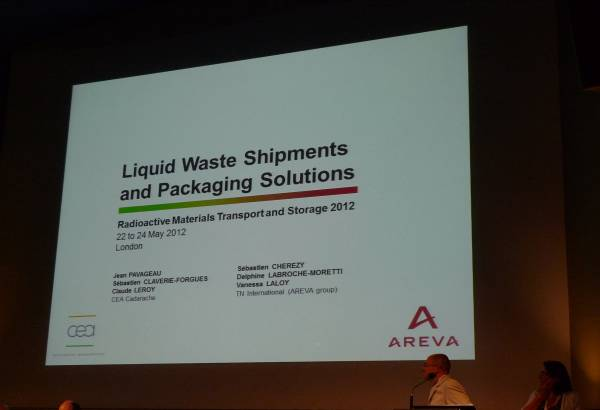 Liquid Waste Shipments
and Packaging Solutions
Radioactive Materials Transport and Storage 2012
22 to 24 May 2012
London
Jean PAVAGEAU
Sébastien CLAVERIE-FORGUES
Claude LEROY
CEA Cadarache
Sébastien CHEREZY
Delphine LABROCHE-MORETTI
Vanessa LALOY
TN International (AREVA group)
cea
AREVA